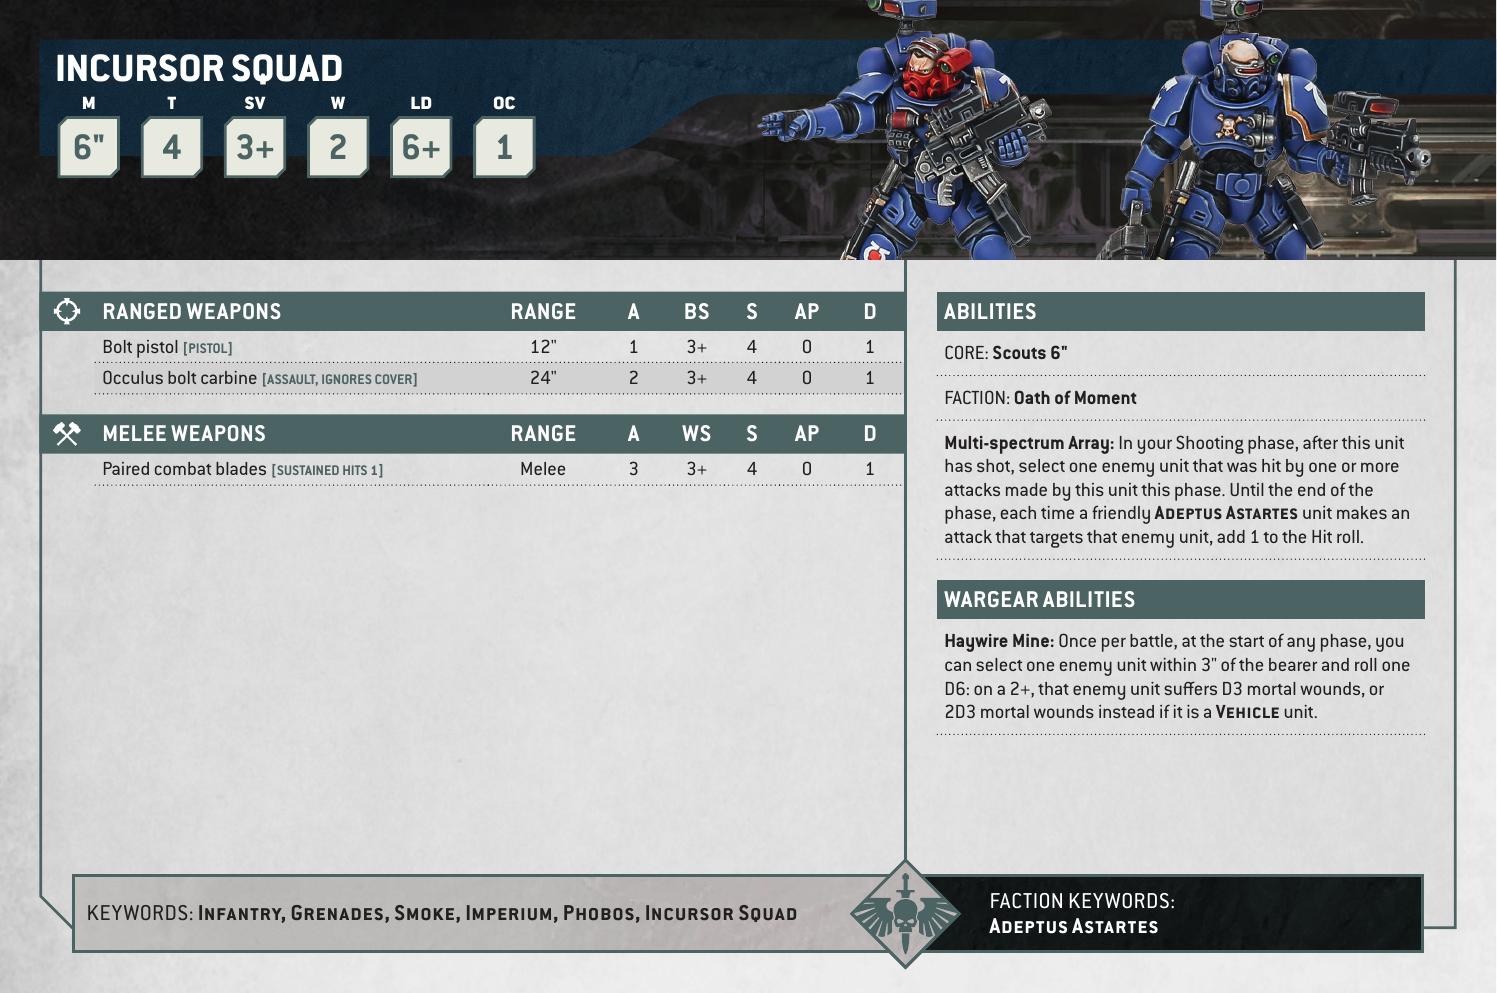 INCURSOR SQUAD
M T SV W LD OC
6" 4 3+ 2 6+ 1
RANGED WEAPONS RANGE A BS S AP D
Bolt pistol [PISTOL] 12" 1 3+ 4 0 1
Occulus bolt carbine [ASSAULT, IGNORES COVER] 24" 2 3+ 4 0 1
MELEE WEAPONS RANGE A WS S AP D
Paired combat blades [SUSTAINED HITS 1] Melee 3 3+ 4 0 1
ABILITIES
CORE: Scouts 6"
FACTION: Oath of Moment
Multi-spectrum Array: In your Shooting phase, after this unit
has shot, select one enemy unit that was hit by one or more
attacks made by this unit this phase. Until the end of the
phase, each time a friendly ADEPTUS ASTARTES unit makes an
attack that targets that enemy unit, add 1 to the Hit roll.
WARGEAR ABILITIES
Haywire Mine: Once per battle, at the start of any phase, you
can select one enemy unit within 3" of the bearer and roll one
D6: on a 2+, that enemy unit suffers D3 mortal wounds, or
2D3 mortal wounds instead if it is a VEHICLE unit.
KEYWORDS: INFANTRY, GRENADES, SMOKE, IMPERIUM, PHOBOS, INCURSOR SQUAD
FACTION KEYWORDS:
ADEPTUS ASTARTES